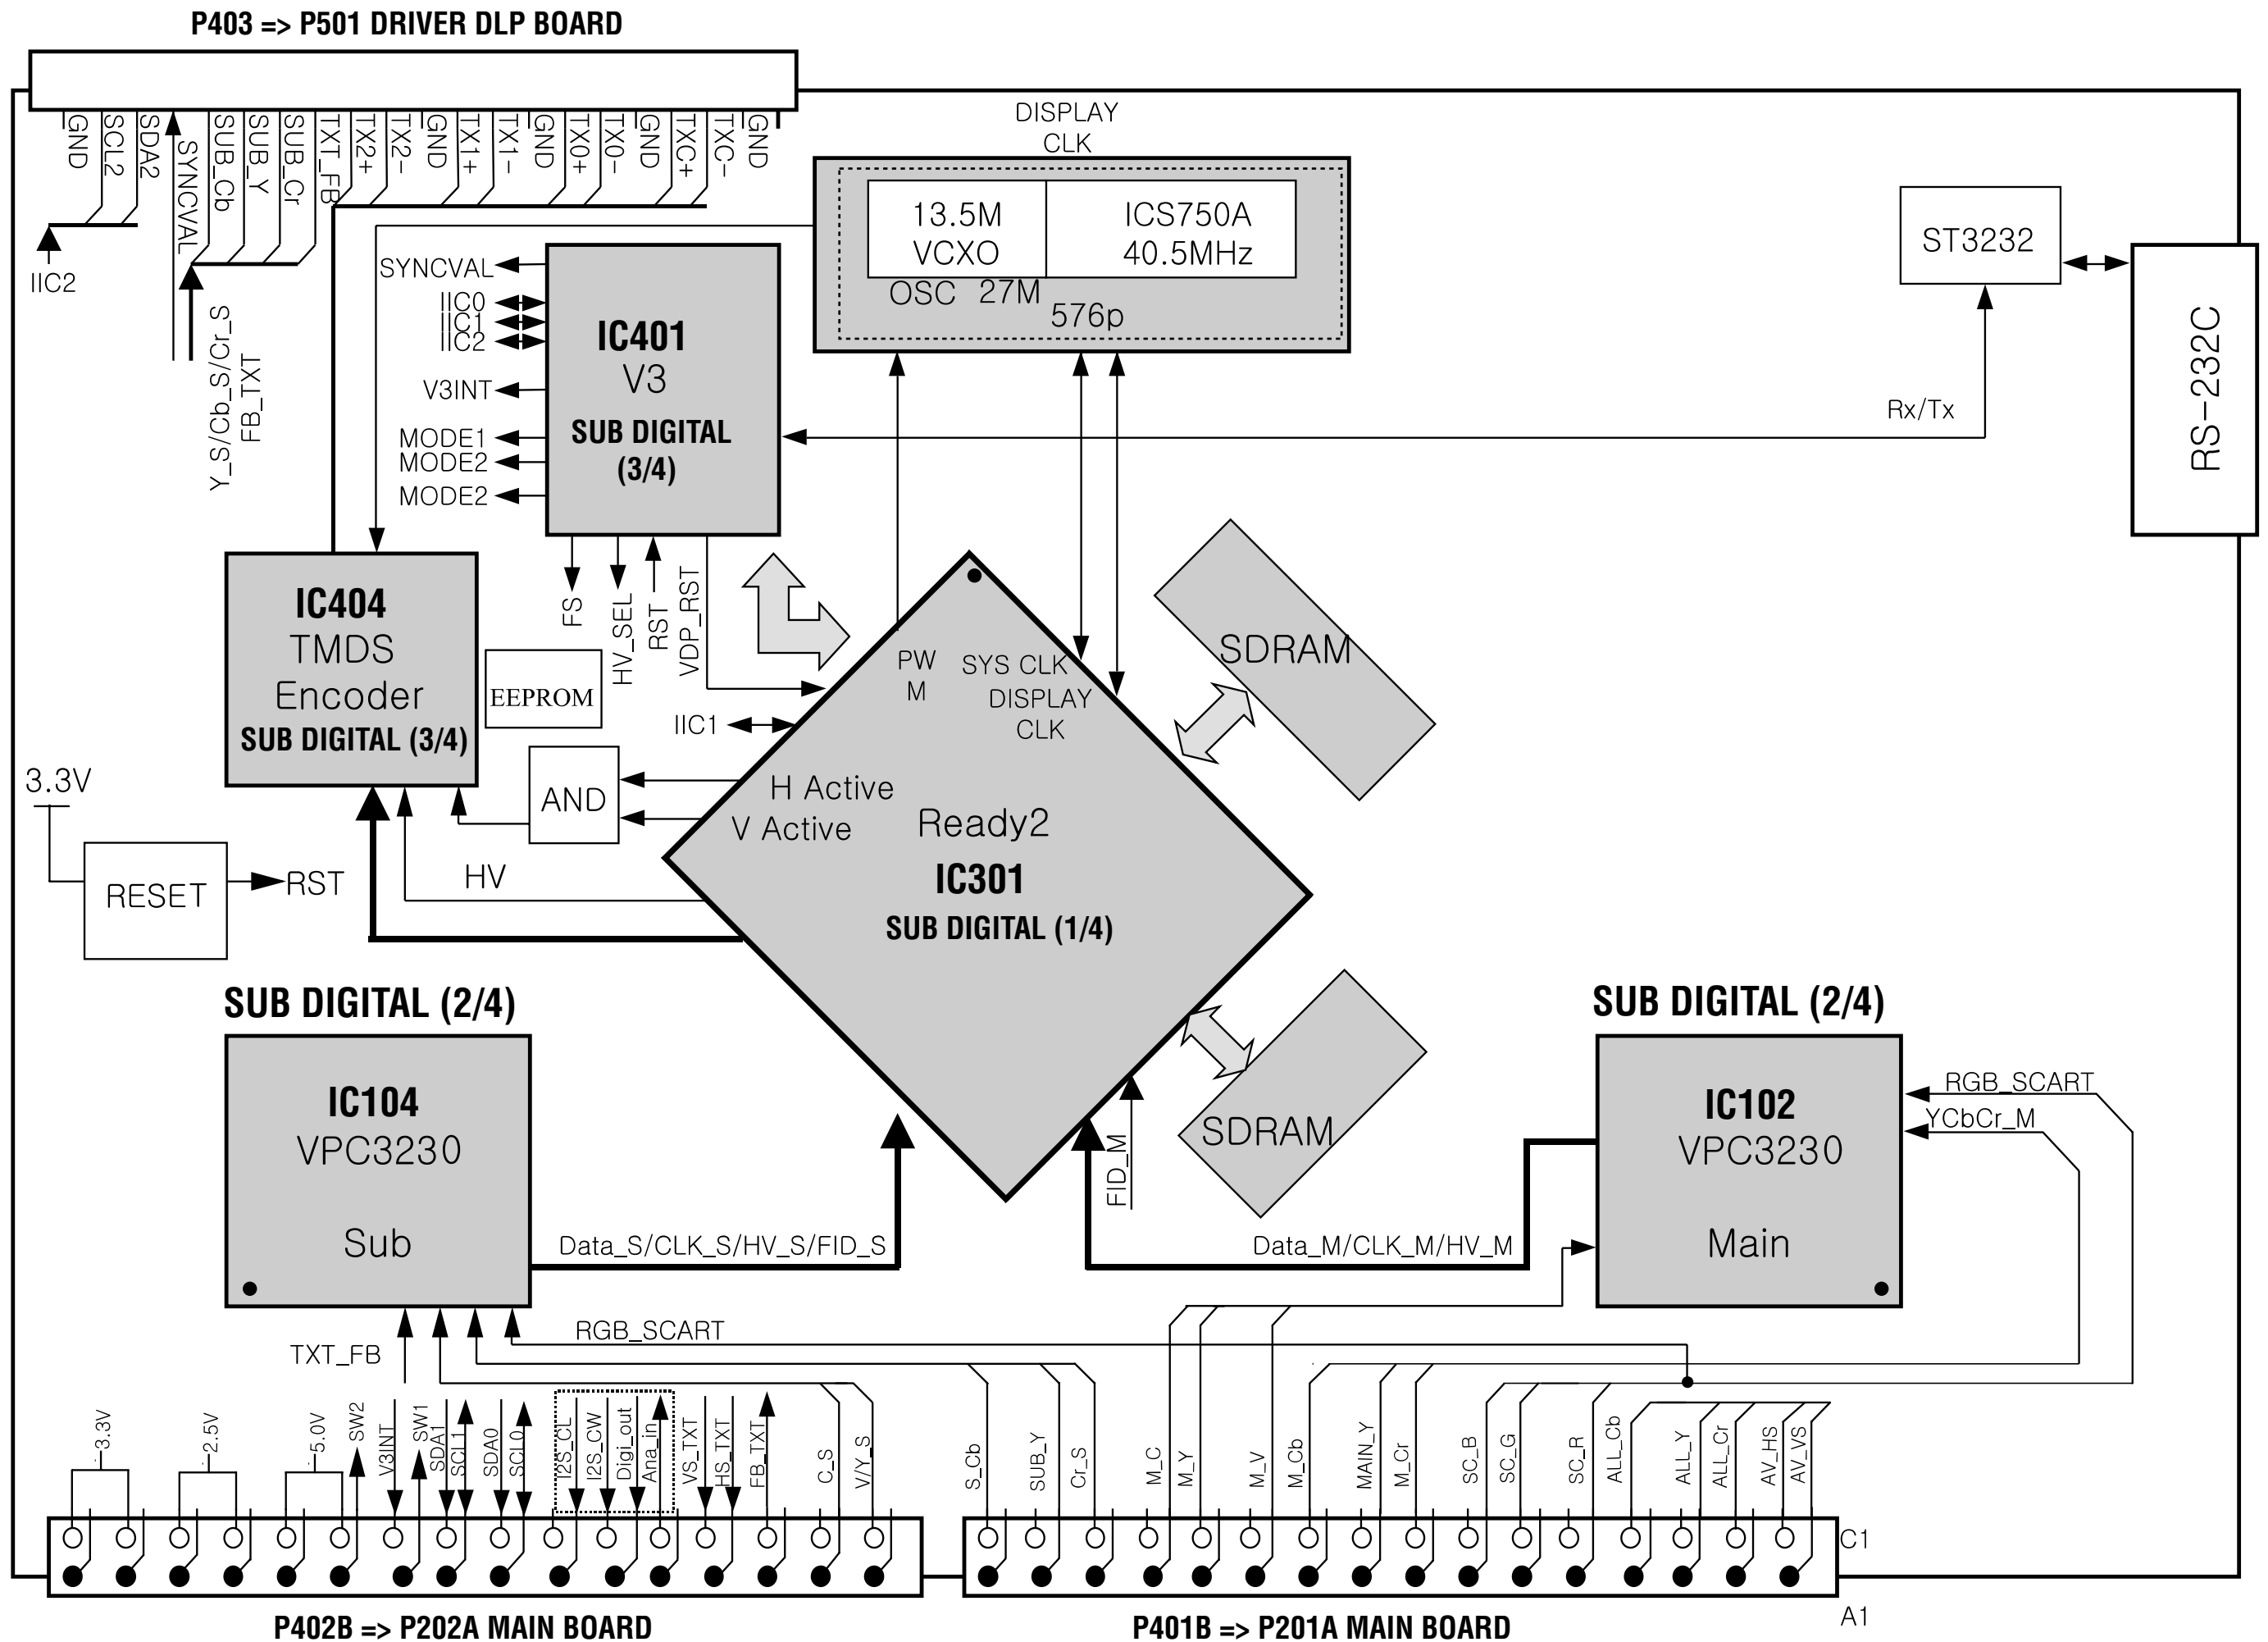 P403 => P501 DRIVER DLP BOARD
GND
SCL2
SDA2
SYNCVAL
SUB_Cb
SUB_Y
SUB_Cr
TXT_FB
TX2+
TX2-
GND
TX1+
TX1-
GND
TX0+
TX0-
GND
TXC+
TXC-
GND
IIC2
Y_S/Cb_S/Cr_S
FB_TXT
DISPLAY
CLK
13.5M
VCXO
ICS750A
40.5MHz
OSC 27M
576p
ST3232
RS-232C
Rx/Tx
SYNCVAL
IIC0
IIC1
IIC2
V3INT
MODE1
MODE2
MODE2
IC401
V3
SUB DIGITAL
(3/4)
FS
HV_SEL
RST
VDP_RST
IC404
TMDS
Encoder
SUB DIGITAL (3/4)
EEPROM
IIC1
AND
HV
3.3V
RESET
RST
PW
M
SYS CLK
DISPLAY
CLK
H Active
V Active
Ready2
IC301
SUB DIGITAL (1/4)
SDRAM
SDRAM
FID_M
SUB DIGITAL (2/4)
IC104
VPC3230
Sub
Data_S/CLK_S/HV_S/FID_S
SUB DIGITAL (2/4)
IC102
VPC3230
Main
Data_M/CLK_M/HV_M
RGB_SCART
YCbCr_M
RGB_SCART
TXT_FB
3.3V
2.5V
5.0V
SW2
V3INT
SW1
SDA1
SCL1
SDA0
SCL0
I2S_CL
I2S_CW
Digi_out
Ana_in
VS_TXT
HS_TXT
FB_TXT
C_S
V/Y_S
S_Cb
SUB_Y
Cr_S
M_C
M_Y
M_V
M_Cb
MAIN_Y
M_Cr
SC_B
SC_G
SC_R
ALL_Cb
ALL_Y
ALL_Cr
AV_HS
AV_VS
C1
A1
P402B => P202A MAIN BOARD
P401B => P201A MAIN BOARD